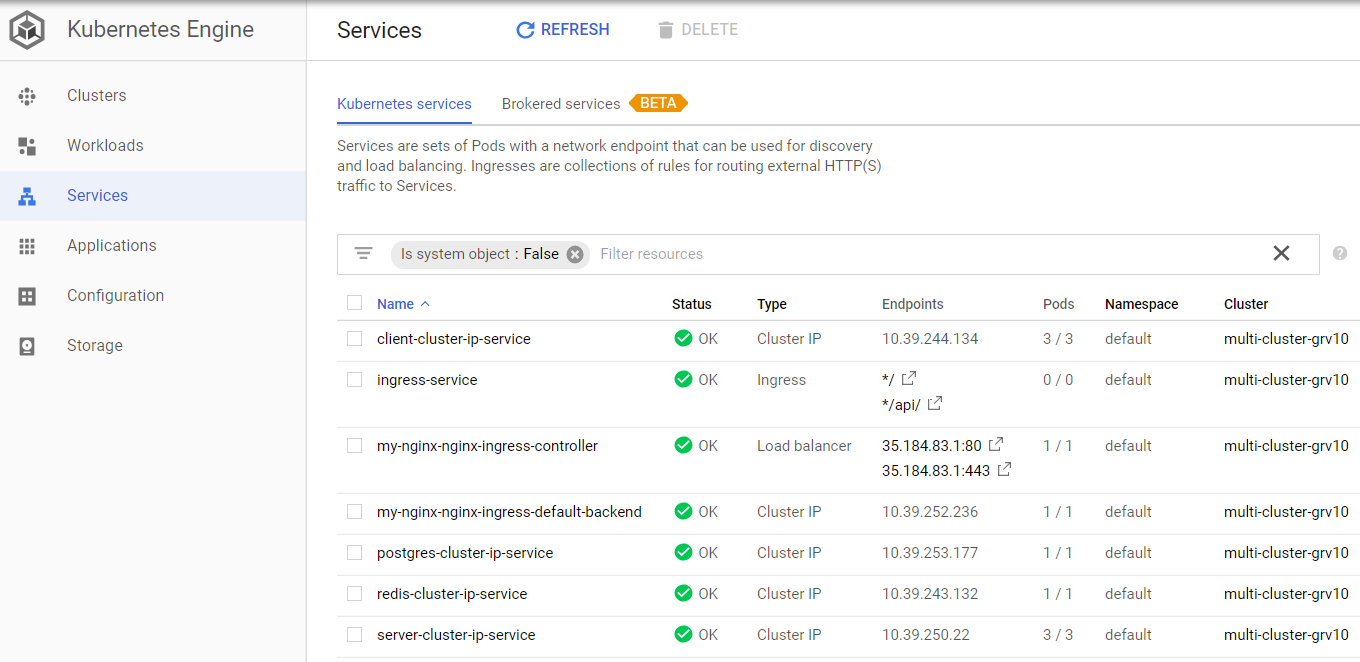 Kubernetes Engine
Services
REFRESH
DELETE
Clusters
Workloads
Services
Applications
Configuration
Storage
Kubernetes services
Brokered services
BETA
Services are sets of Pods with a network endpoint that can be used for discovery
and load balancing. Ingresses are collections of rules for routing external HTTP(S)
traffic to Services.
Is system object : False
Filter resources
Name Status Type Endpoints Pods Namespace Cluster
client-cluster-ip-service OK Cluster IP 10.39.244.134 3 / 3 default multi-cluster-grv10
ingress-service OK Ingress */ 0 / 0 default multi-cluster-grv10
*/api/
my-nginx-nginx-ingress-controller OK Load balancer 35.184.83.1:80 1 / 1 default multi-cluster-grv10
35.184.83.1:443
my-nginx-nginx-ingress-default-backend OK Cluster IP 10.39.252.236 1 / 1 default multi-cluster-grv10
postgres-cluster-ip-service OK Cluster IP 10.39.253.177 1 / 1 default multi-cluster-grv10
redis-cluster-ip-service OK Cluster IP 10.39.243.132 1 / 1 default multi-cluster-grv10
server-cluster-ip-service OK Cluster IP 10.39.250.22 3 / 3 default multi-cluster-grv10